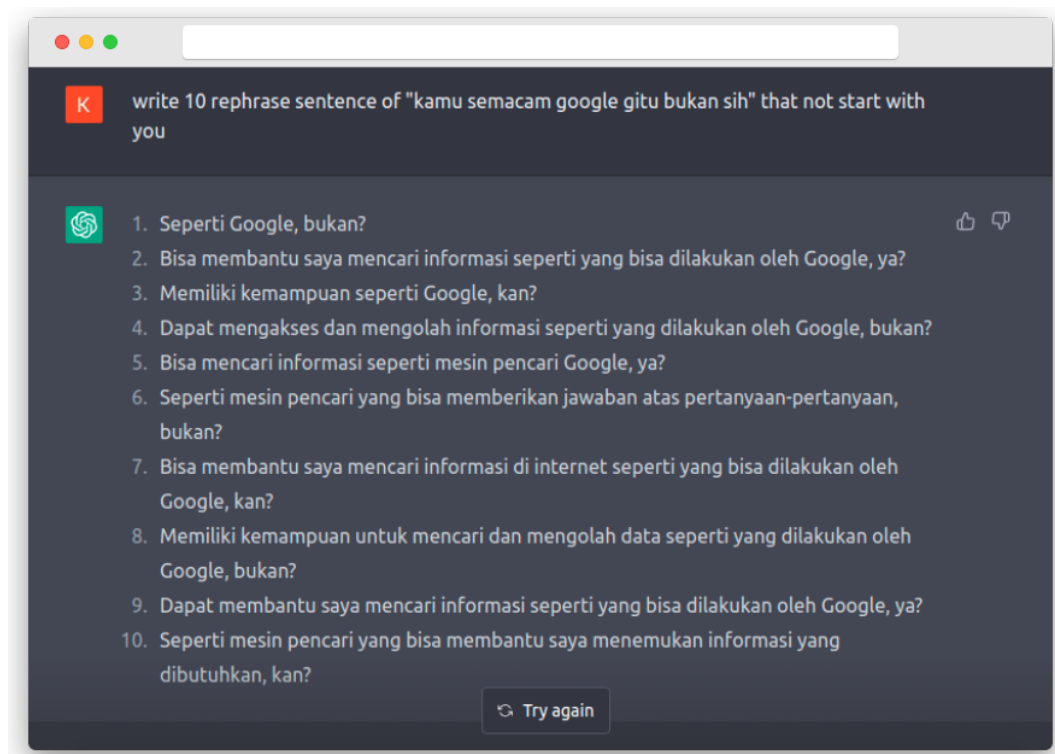 K
write 10 rephrase sentence of "kamu semacam google gitu bukan sih" that not start with
you
1. Seperti Google, bukan?
2. Bisa membantu saya mencari informasi seperti yang bisa dilakukan oleh Google, ya?
3. Memiliki kemampuan seperti Google, kan?
4. Dapat mengakses dan mengolah informasi seperti yang dilakukan oleh Google, bukan?
5. Bisa mencari informasi seperti mesin pencari Google, ya?
6. Seperti mesin pencari yang bisa memberikan jawaban atas pertanyaan-pertanyaan,
bukan?
7. Bisa membantu saya mencari informasi di internet seperti yang bisa dilakukan oleh
Google, kan?
8. Memiliki kemampuan untuk mencari dan mengolah data seperti yang dilakukan oleh
Google, bukan?
9. Dapat membantu saya mencari informasi seperti yang bisa dilakukan oleh Google, ya?
10. Seperti mesin pencari yang bisa membantu saya menemukan informasi yang
dibutuhkan, kan?
Try again